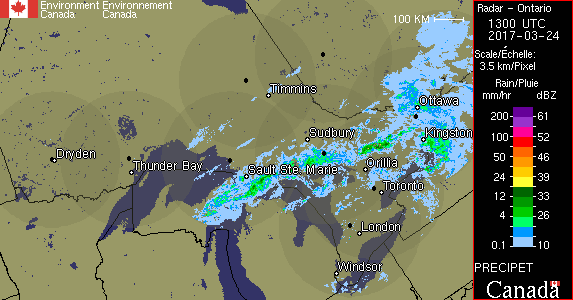 Environment Environnement
Canada Canada
100 KM
Timmins
Ottawa
Sudbury
Kingston
Dryden
Thunder Bay
Sault Ste. Marie
Orillia
Toronto
London
Windsor
Radar - Ontario
1300 UTC
2017-03-24
Scale/Échelle:
3.5 km/Pixel
Rain/Pluie
mm/hr dBZ
200 61
100 52
50 46
24 39
12 33
4 26
0.1 10
PRECIPET
Canada